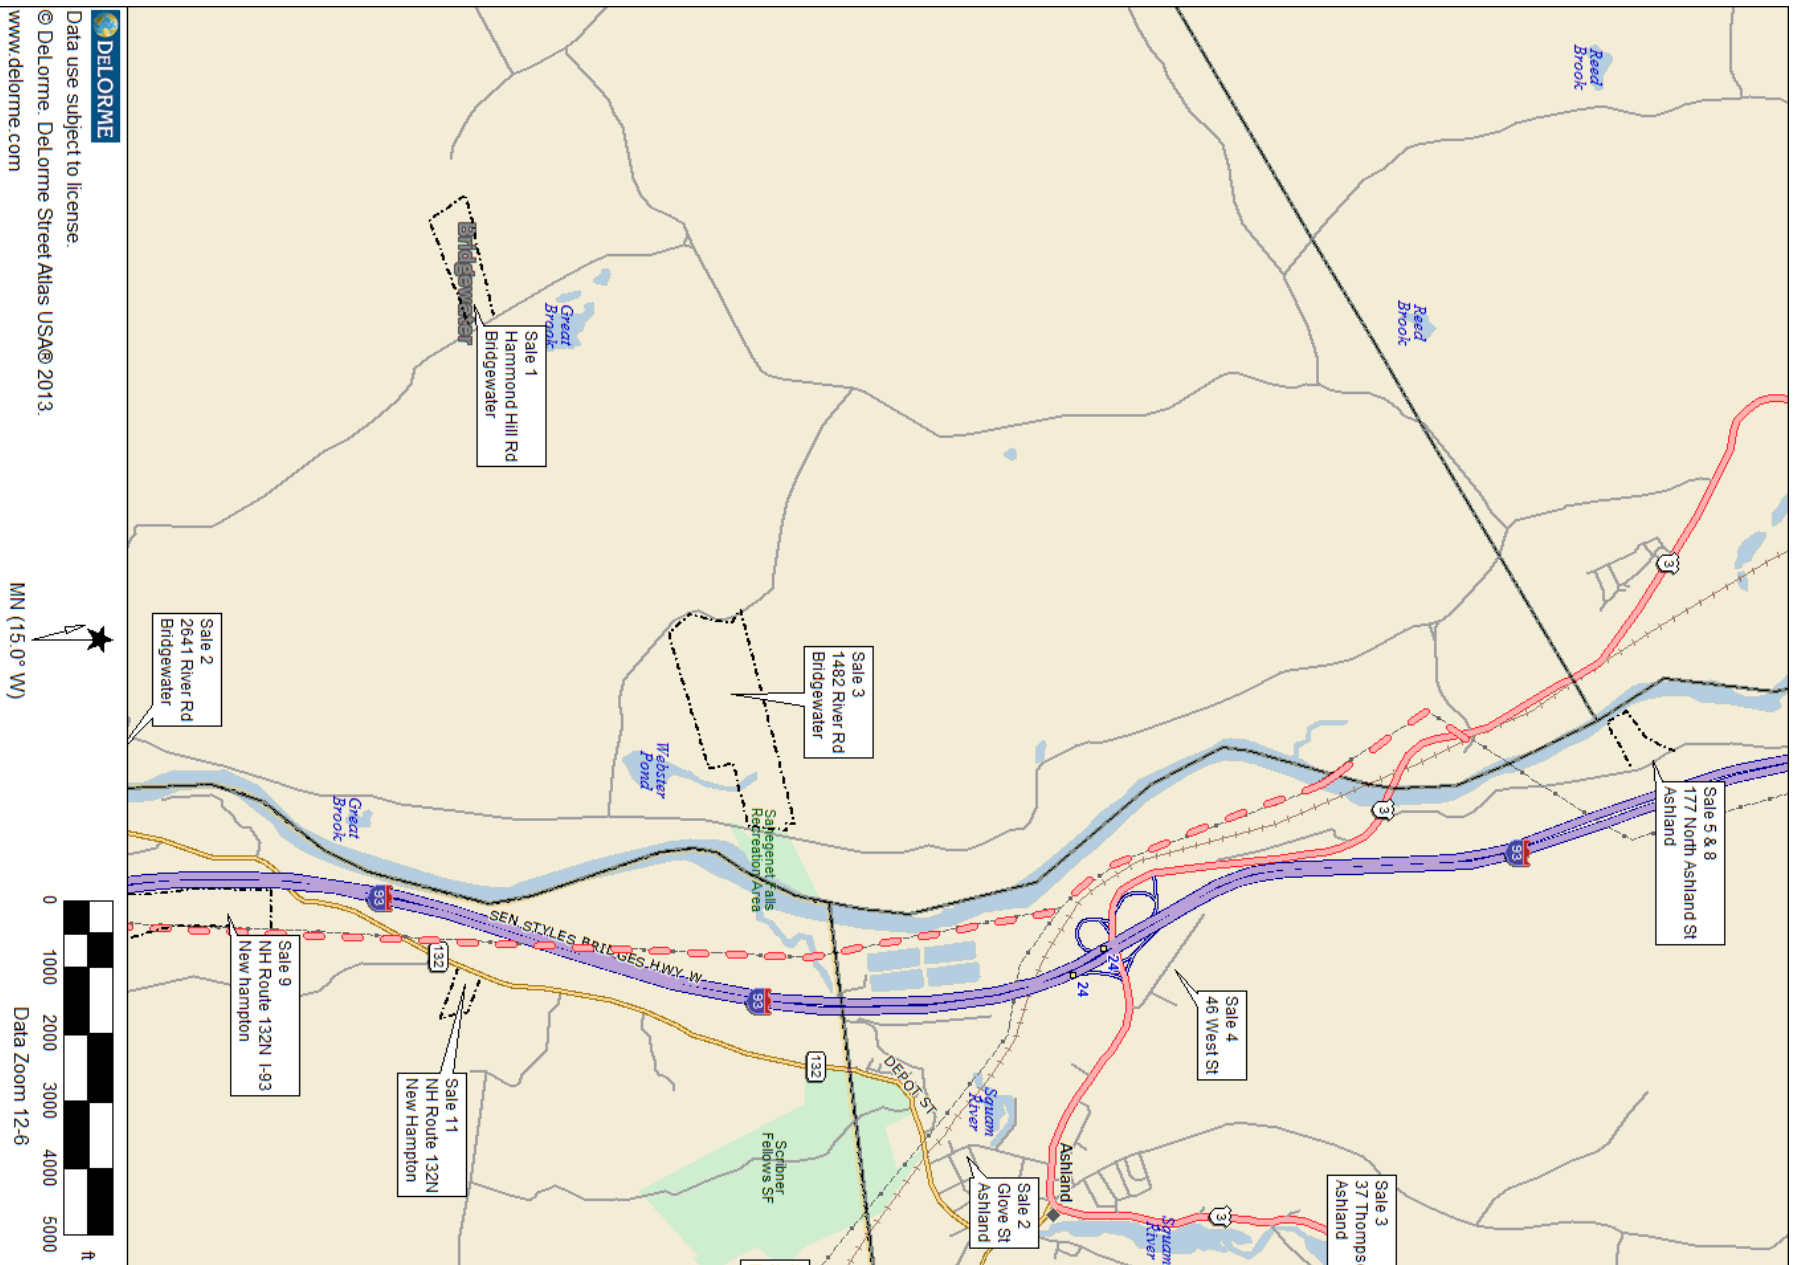 Reed
Brook
Reed
Brook
3
Sale 5 & 8
177 North Ashland St
Ashland
93
3
Sale 3
Ashland
3
Squam
River
Sale 4
46 West St
24
24
Ashland
Squam
River
Sale 2
Glove St
Ashland
DEPOT ST
132
Scribner
Fellows SF
93
SEN STYLES BRIDGES HWY W
Recreation Area
Sale 3
1482 River Rd
Bridgewater
Webster
Pond
Great
Brook
Sale 1
Hammond Hill Rd
Bridgewater
Bridgewater
Great
Brook
93
132
Sale 11
NH Route 132N
New Hampton
Sale 9
NH Route 132N I-93
New hampton
Sale 2
2641 River Rd
Bridgewater
DELORME
Data use subject to license.
© DeLorme. DeLorme Street Atlas USA® 2013.
www.delorme.com
MN (15.0° W)
0 1000 2000 3000 4000 5000
ft
Data Zoom 12-6